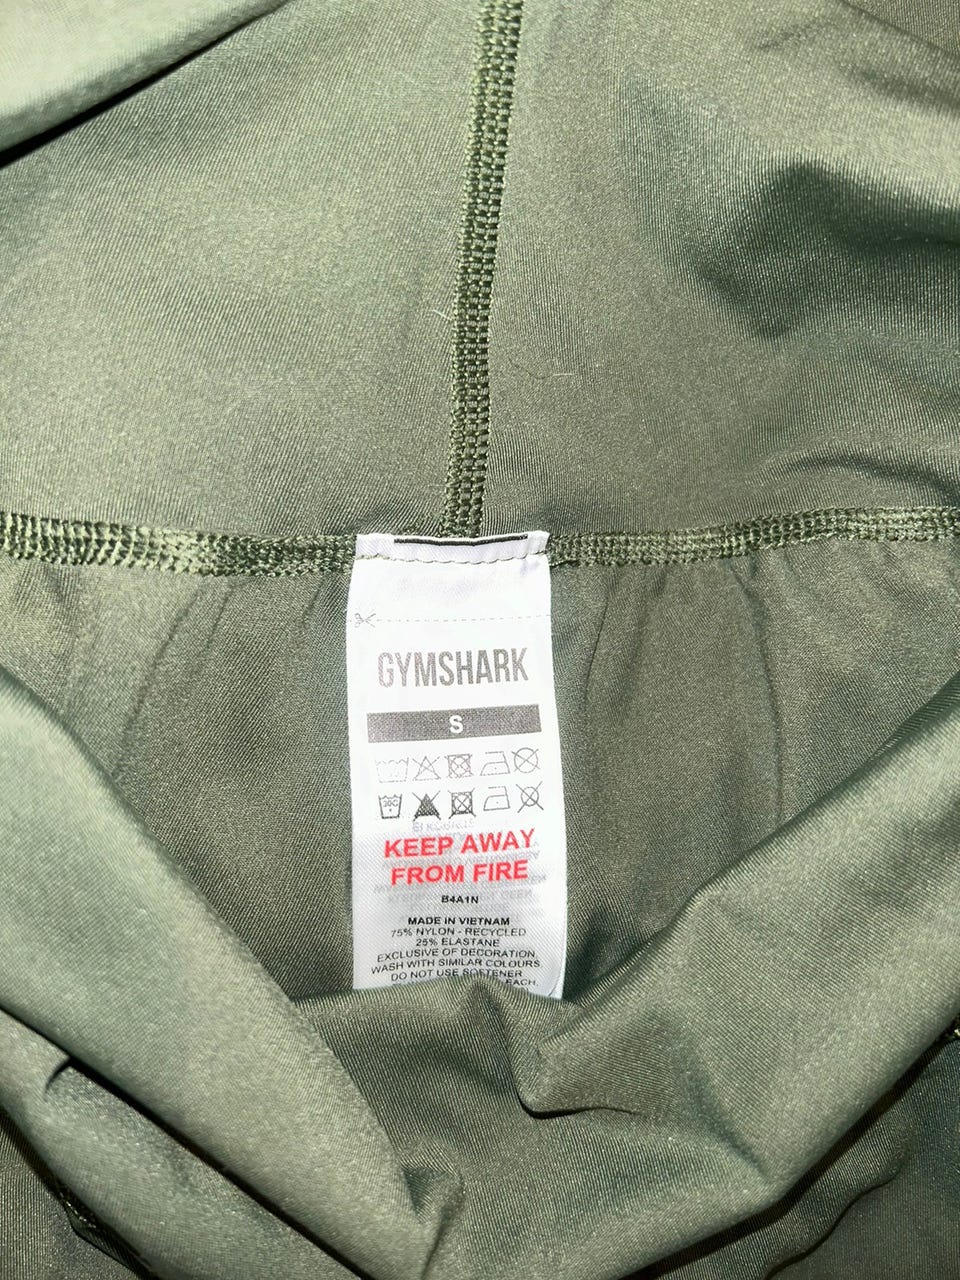 GYMSHARK
S
30C
KEEP AWAY
FROM FIRE
B4A1N
MADE IN VIETNAM
75% NYLON - RECYCLED
25% ELASTANE
EXCLUSIVE OF DECORATION
WASH WITH SIMILAR COLOURS.
DO NOT USE SOFTENER